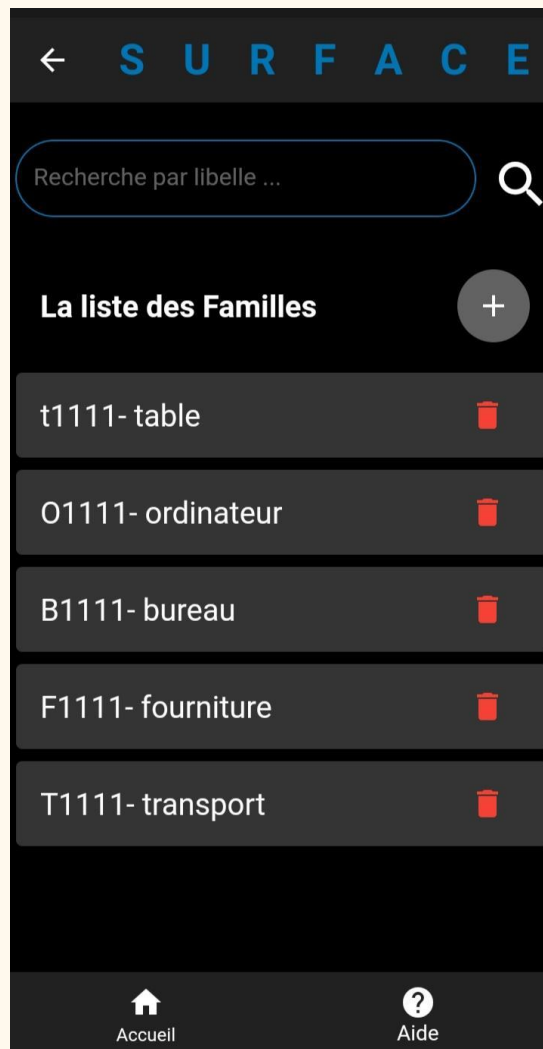 S U R F A C E
Recherche par libelle ...
La liste des Familles
t1111- table
O1111- ordinateur
B1111- bureau
F1111- fourniture
T1111- transport
Accueil
Aide